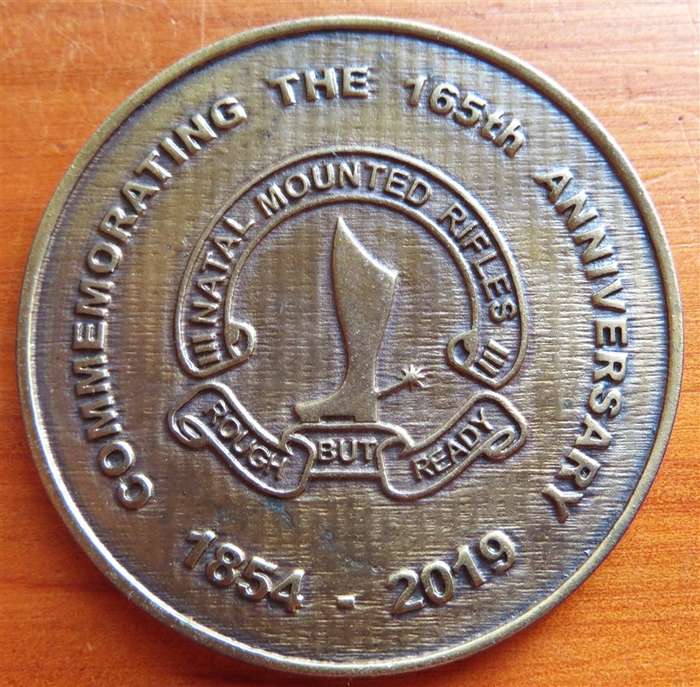 COMMEMORATING THE 165th ANNIVERSARY
NATAL MOUNTED RIFLES
ROUGH BUT READY
1854 - 2019